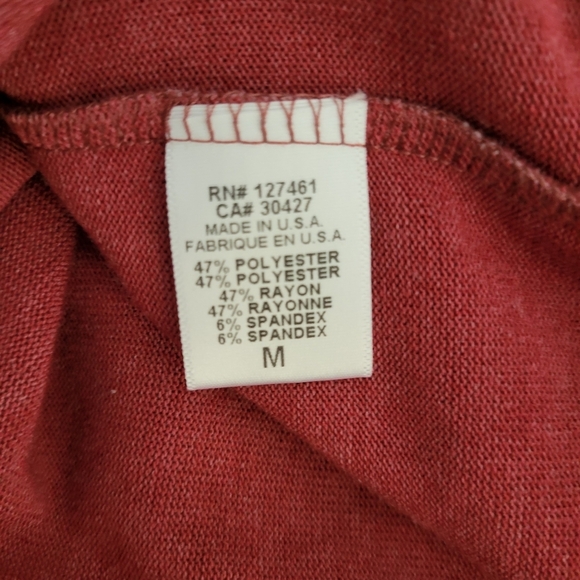 RN# 127461
CA# 30427
MADE IN U.S.A.
FABRIQUE EN U.S.A.
47% POLYESTER
47% POLYESTER
47% RAYON
47% RAYONNE
6% SPANDEX
6% SPANDEX
M